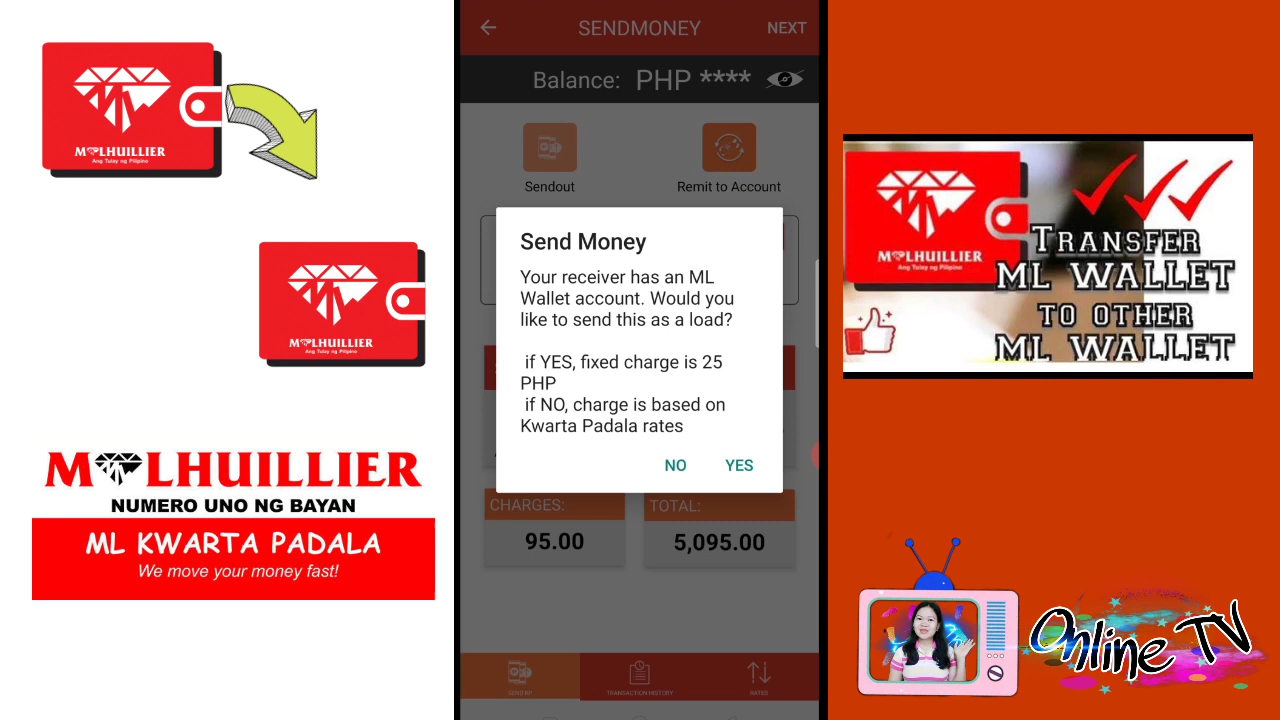 MLHUILLIER
Ang Tulay ng Pilipino
MLHUILLIER
Ang Tulay ng Pilipino
MLHUILLIER
NUMERO UNO NG BAYAN
ML KWARTA PADALA
We move your money fast!
SENDMONEY
NEXT
Balance: PHP ****
Sendout
Remit to Account
Send Money
Your receiver has an ML
Wallet account. Would you
like to send this as a load?
if YES, fixed charge is 25
PHP
if NO, charge is based on
Kwarta Padala rates
NO
YES
CHARGES:
TOTAL:
95.00
5,095.00
TRANSACTION HISTORY
RATES
MLHUILLIER
Ang Tulay ng Pilipino
TRANSFER
ML WALLET
TO OTHER
ML WALLET
Online TV